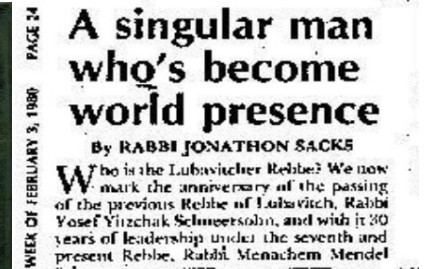 WEEK OF FEBRUARY 3, 1980 PAGE 24
A singular man
who's become
world presence
By RABBI JONATHON SACKS
Who is the Lubavitcher Rebbe? We now
mark the anniversary of the passing
of the previous Rebbe of Lubavitch, Rabbi
Yosef Yitzchak Schneersohn, and with it 30
years of leadership under the seventh and
present Rebbe, Rabbi Menachem Mendel